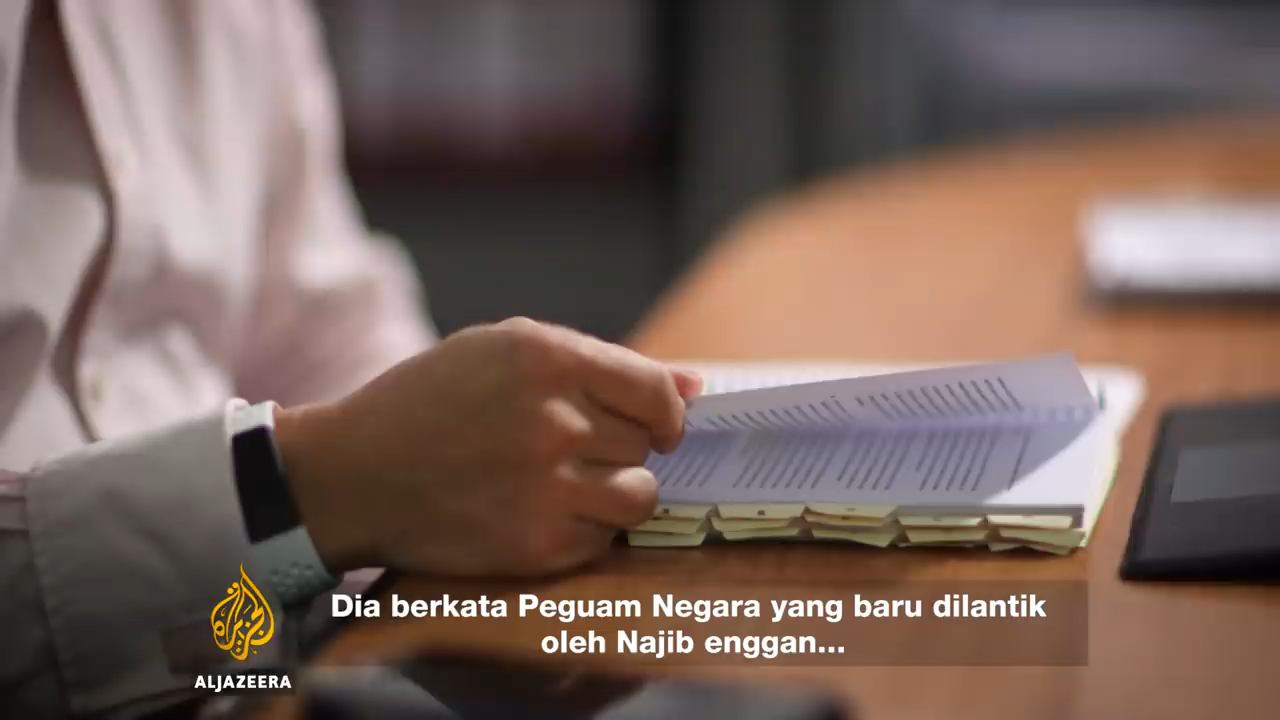 Dia berkata Peguam Negara yang baru dilantik
oleh Najib enggan...
ALJAZEERA